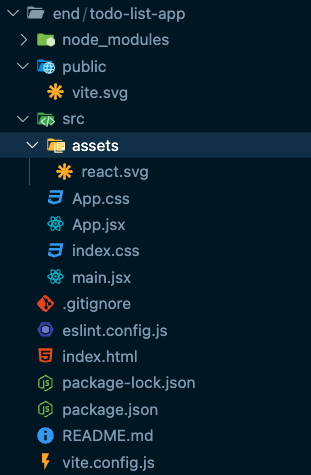 end/todo-list-app
node_modules
public
vite.svg
src
assets
react.svg
App.css
App.jsx
index.css
main.jsx
.gitignore
eslint.config.js
index.html
package-lock.json
package.json
README.md
vite.config.js